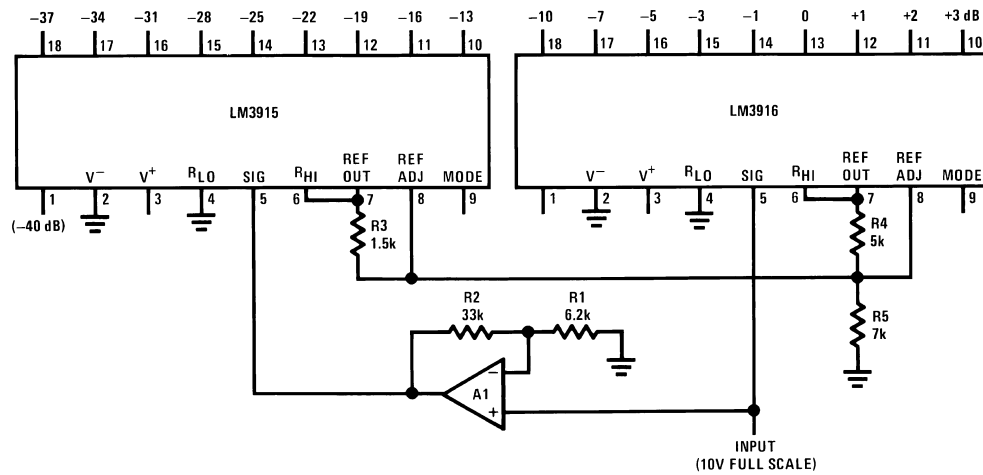 −37 −34 −31 −28 −25 −22 −19 −16 −13
18 17 16 15 14 13 12 11 10
LM3915
V− V+ RLO SIG RHI REF OUT REF ADJ MODE
1 2 3 4 5 6 7 8 9
(−40 dB)
−10 −7 −5 −3 −1 0 +1 +2 +3 dB
18 17 16 15 14 13 12 11 10
LM3916
V− V+ RLO SIG RHI REF OUT REF ADJ MODE
1 2 3 4 5 6 7 8 9
R3
1.5k
R4
5k
R2
33k
R1
6.2k
R5
7k
−
A1
+
INPUT
(10V FULL SCALE)